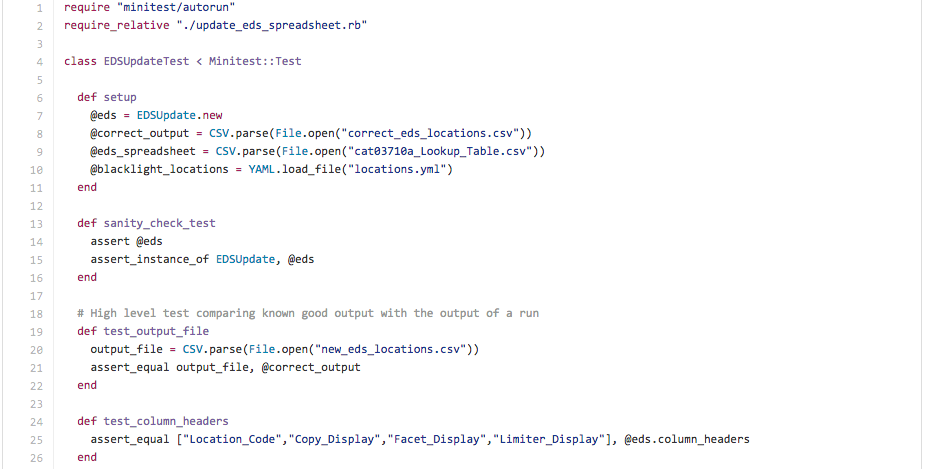 1 require "minitest/autorun"
2 require_relative "./update_eds_spreadsheet.rb"
3
4 class EDSUpdateTest < Minitest::Test
5
6   def setup
7     @eds = EDSUpdate.new
8     @correct_output = CSV.parse(File.open("correct_eds_locations.csv"))
9     @eds_spreadsheet = CSV.parse(File.open("cat03710a_Lookup_Table.csv"))
10     @blacklight_locations = YAML.load_file("locations.yml")
11   end
12
13   def sanity_check_test
14     assert @eds
15     assert_instance_of EDSUpdate, @eds
16   end
17
18   # High level test comparing known good output with the output of a run
19   def test_output_file
20     output_file = CSV.parse(File.open("new_eds_locations.csv"))
21     assert_equal output_file, @correct_output
22   end
23
24   def test_column_headers
25     assert_equal ["Location_Code","Copy_Display","Facet_Display","Limiter_Display"], @eds.column_headers
26   end